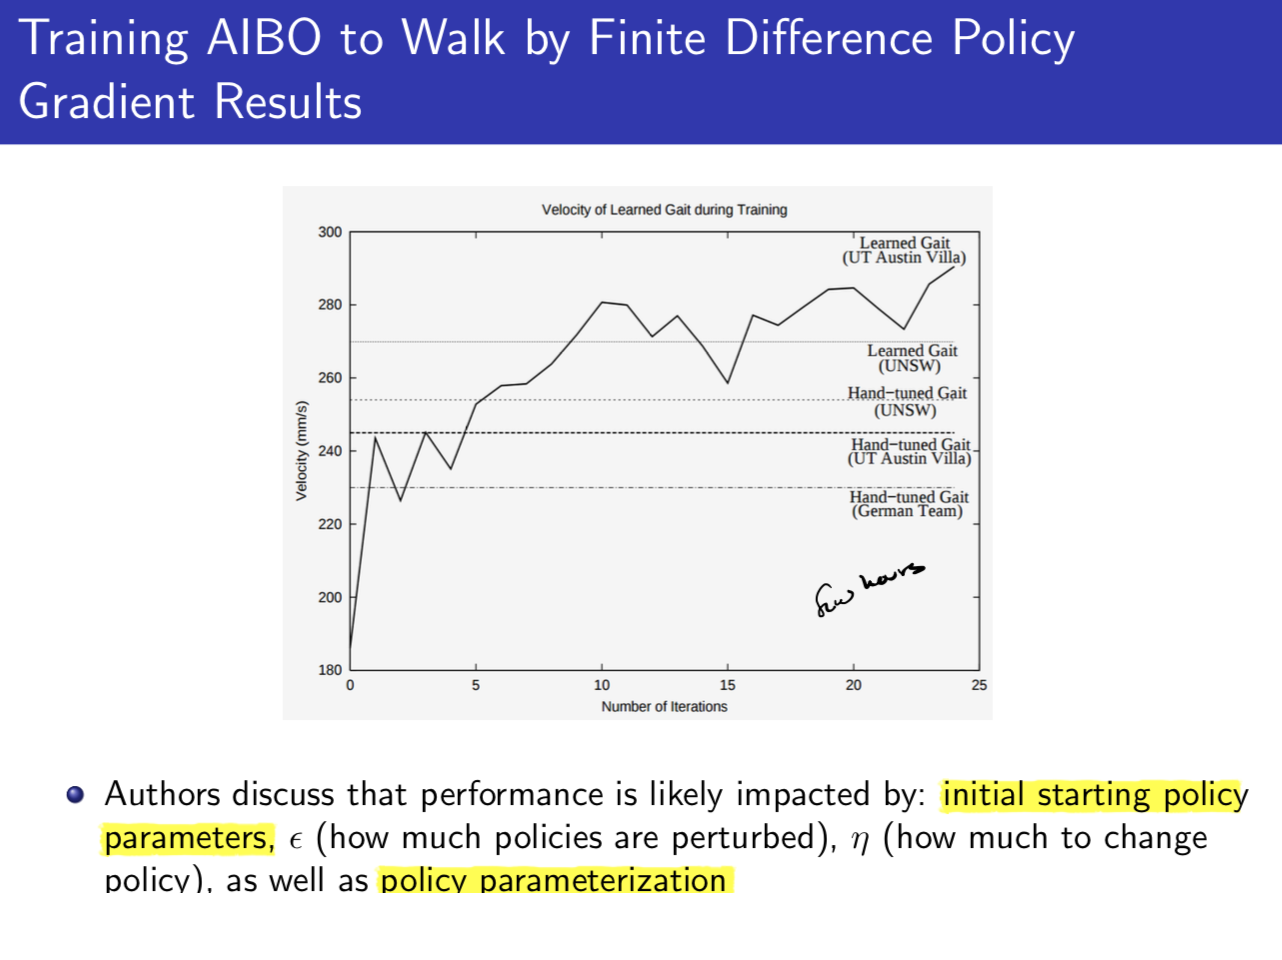 Training AIBO to Walk by Finite Difference Policy
Gradient Results
Velocity of Learned Gait during Training
300
280
260
240
220
200
180
Velocity (mm/s)
Learned Gait
(UT Austin Villa)
Learned Gait
(UNSW)
Hand−tuned Gait
(UNSW)
Hand−tuned Gait
(UT Austin Villa)
Hand−tuned Gait
(German Team)
few hours
0 5 10 15 20 25
Number of Iterations
Authors discuss that performance is likely impacted by: initial starting policy
parameters, ϵ (how much policies are perturbed), η (how much to change
policy), as well as policy parameterization